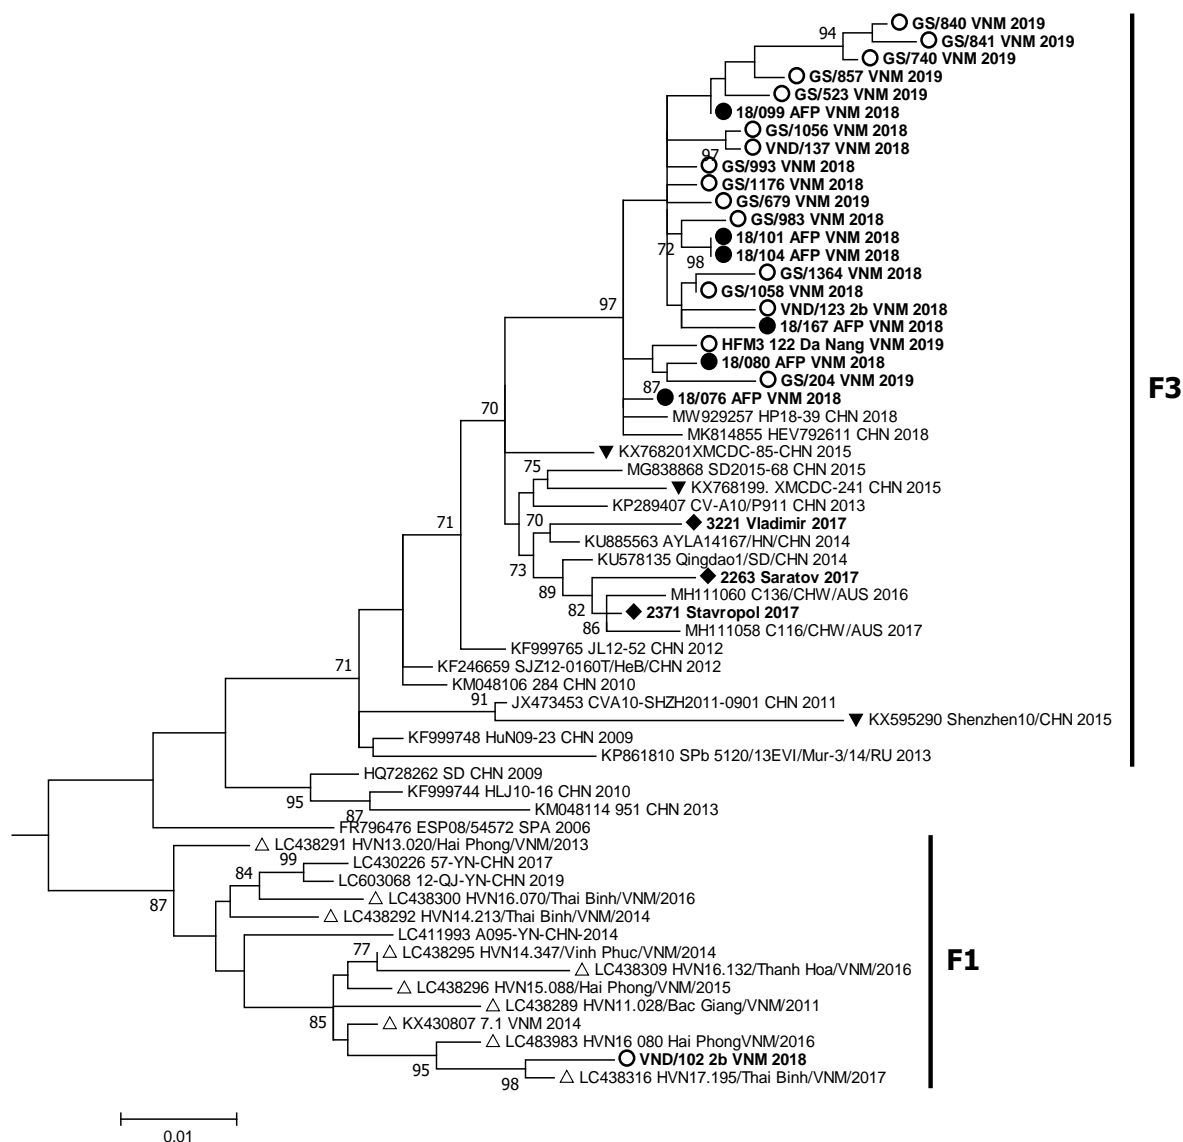 GS/840 VNM 2019
94
GS/841 VNM 2019
GS/740 VNM 2019
GS/857 VNM 2019
GS/523 VNM 2019
18/099 AFP VNM 2018
GS/1056 VNM 2018
VND/137 VNM 2018
97
GS/993 VNM 2018
GS/1176 VNM 2018
GS/679 VNM 2019
GS/983 VNM 2018
18/101 AFP VNM 2018
72
18/104 AFP VNM 2018
98
GS/1364 VNM 2018
GS/1058 VNM 2018
97
VND/123 2b VNM 2018
18/167 AFP VNM 2018
HFM3 122 Da Nang VNM 2019
18/080 AFP VNM 2018
GS/204 VNM 2019
87
F3
18/076 AFP VNM 2018
70
MW929257 HP18-39 CHN 2018
MK814855 HEV792611 CHN 2018
KX768201XMCDC-85-CHN 2015
75
MG838868 SD2015-68 CHN 2015
KX768199. XMCDC-241 CHN 2015
KP289407 CV-A10/P911 CHN 2013
71
70
3221 Vladimir 2017
KU885563 AYLA14167/HN/CHN 2014
KU578135 Qingdao1/SD/CHN 2014
73
2263 Saratov 2017
89
MH111060 C136/CHW/AUS 2016
82
2371 Stavropol 2017
86
MH111058 C116/CHW/AUS 2017
KF999765 JL12-52 CHN 2012
71
KF246659 SJZ12-0160T/HeB/CHN 2012
KM048106 284 CHN 2010
91
JX473453 CVA10-SHZH2011-0901 CHN 2011
KX595290 Shenzhen10/CHN 2015
KF999748 HuN09-23 CHN 2009
KP861810 SPb 5120/13EVI/Mur-3/14/RU 2013
HQ728262 SD CHN 2009
95
KF999744 HLJ10-16 CHN 2010
KM048114 951 CHN 2013
87
FR796476 ESP08/54572 SPA 2006
LC438291 HVN13.020/Hai Phong/VNM/2013
99
LC430226 57-YN-CHN 2017
84
LC603068 12-QJ-YN-CHN 2019
LC438300 HVN16.070/Thai Binh/VNM/2016
87
LC438292 HVN14.213/Thai Binh/VNM/2014
LC411993 A095-YN-CHN-2014
77
LC438295 HVN14.347/Vinh Phuc/VNM/2014
F1
LC438309 HVN16.132/Thanh Hoa/VNM/2016
LC438296 HVN15.088/Hai Phong/VNM/2015
LC438289 HVN11.028/Bac Giang/VNM/2011
85
KX430807 7.1 VNM 2014
LC483983 HVN16 080 Hai PhongVNM/2016
VND/102 2b VNM 2018
95
LC438316 HVN17.195/Thai Binh/VNM/2017
98
0.01